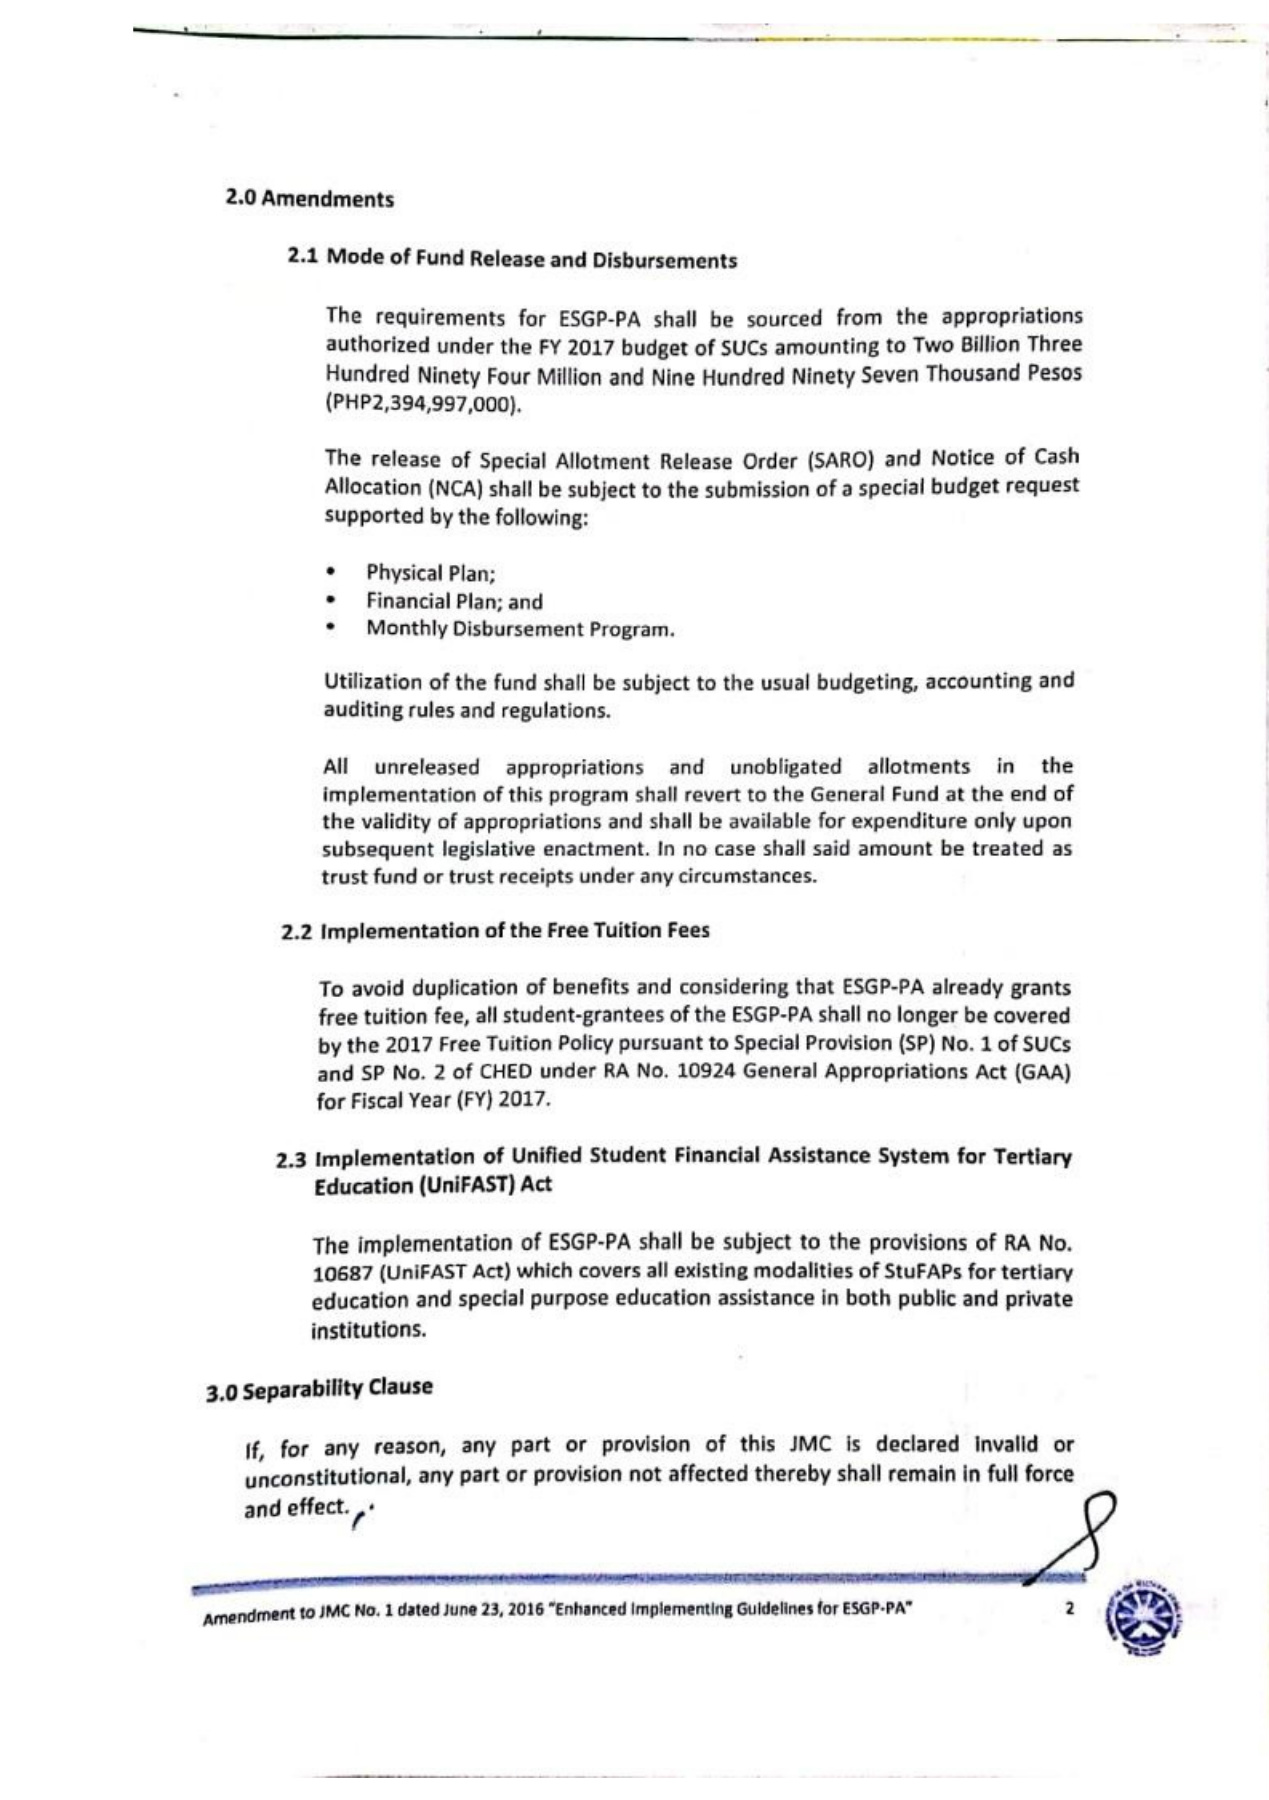 2.0 Amendments
2.1 Mode of Fund Release and Disbursements
The requirements for ESGP-PA shall be sourced from the appropriations
authorized under the FY 2017 budget of SUCs amounting to Two Billion Three
Hundred Ninety Four Million and Nine Hundred Ninety Seven Thousand Pesos
(PHP2,394,997,000).
The release of Special Allotment Release Order (SARO) and Notice of Cash
Allocation (NCA) shall be subject to the submission of a special budget request
supported by the following:
• Physical Plan;
• Financial Plan; and
• Monthly Disbursement Program.
Utilization of the fund shall be subject to the usual budgeting, accounting and
auditing rules and regulations.
All unreleased appropriations and unobligated allotments in the
implementation of this program shall revert to the General Fund at the end of
the validity of appropriations and shall be available for expenditure only upon
subsequent legislative enactment. In no case shall said amount be treated as
trust fund or trust receipts under any circumstances.
2.2 Implementation of the Free Tuition Fees
To avoid duplication of benefits and considering that ESGP-PA already grants
free tuition fee, all student-grantees of the ESGP-PA shall no longer be covered
by the 2017 Free Tuition Policy pursuant to Special Provision (SP) No. 1 of SUCs
and SP No. 2 of CHED under RA No. 10924 General Appropriations Act (GAA)
for Fiscal Year (FY) 2017.
2.3 Implementation of Unified Student Financial Assistance System for Tertiary
Education (UniFAST) Act
The implementation of ESGP-PA shall be subject to the provisions of RA No.
10687 (UniFAST Act) which covers all existing modalities of StuFAPs for tertiary
education and special purpose education assistance in both public and private
institutions.
3.0 Separability Clause
If, for any reason, any part or provision of this JMC is declared invalid or
unconstitutional, any part or provision not affected thereby shall remain in full force
and effect.
Amendment to JMC No. 1 dated June 23, 2016 "Enhanced Implementing Guidelines for ESGP-PA"
2